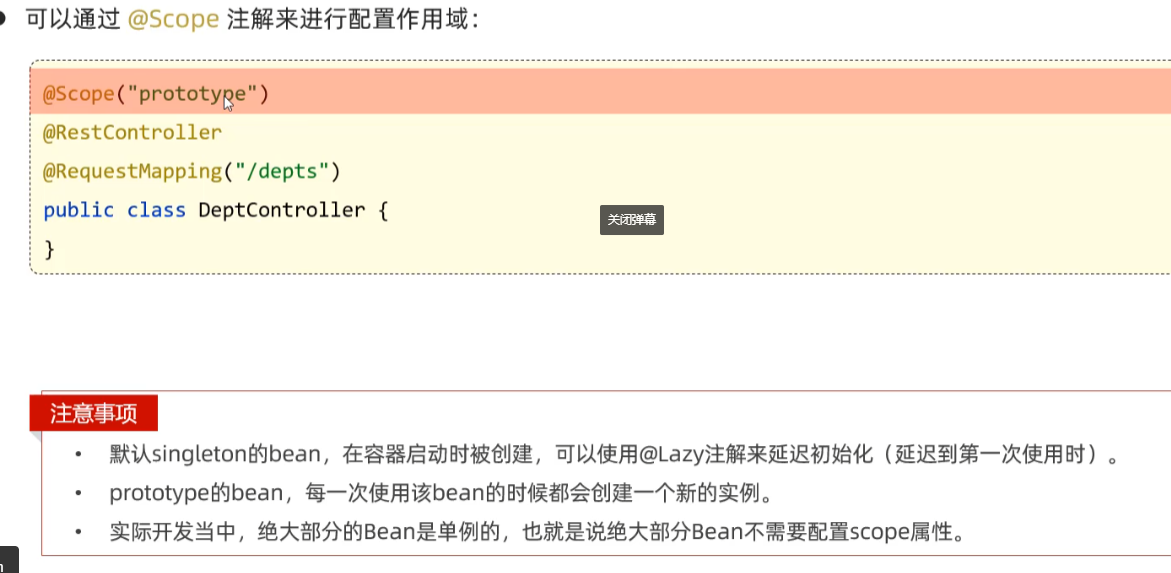 可以通过 @Scope 注解来进行配置作用域：
@Scope("prototype")
@RestController
@RequestMapping("/depts")
public class DeptController {
}
关闭弹幕
注意事项
• 默认singleton的bean，在容器启动时被创建，可以使用@Lazy注解来延迟初始化（延迟到第一次使用时）。
• prototype的bean，每一次使用该bean的时候都会创建一个新的实例。
• 实际开发当中，绝大部分的Bean是单例的，也就是说绝大部分Bean不需要配置scope属性。